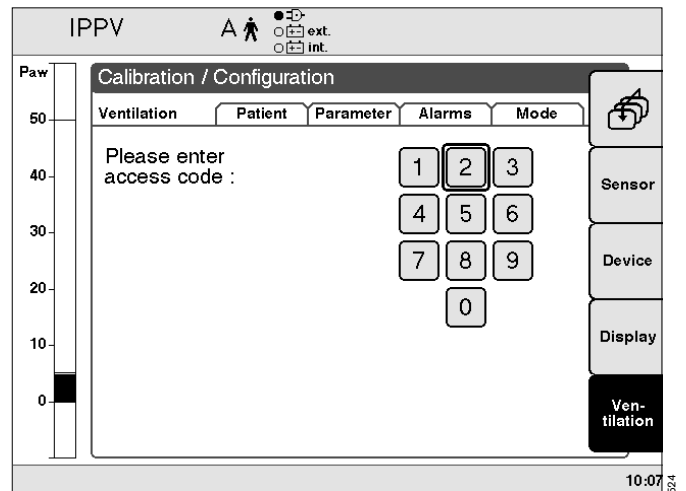 IPPV A ext.
int.
Paw
Calibration / Configuration
Ventilation Patient Parameter Alarms Mode
Please enter
access code :
1 2 3
4 5 6
7 8 9
0
50
40
30
20
10
0
Sensor
Device
Display
Ven-
tilation
10:07
524